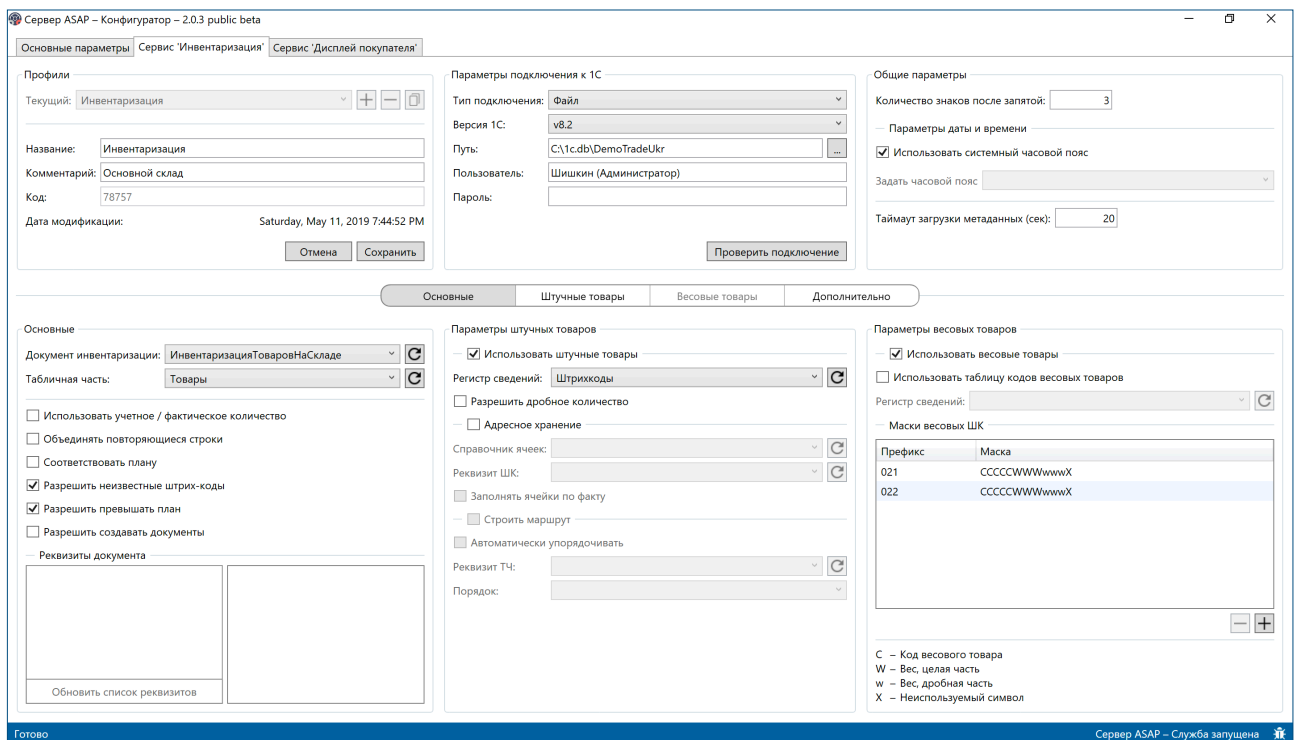 Сервер ASAP – Конфигуратор – 2.0.3 public beta
Основные параметры
Сервис 'Инвентаризация'
Сервис 'Дисплей покупателя'
Профили
Текущий: Инвентаризация
Название: Инвентаризация
Комментарий: Основной склад
Код: 78757
Дата модификации: Saturday, May 11, 2019 7:44:52 PM
Отмена
Сохранить
Параметры подключения к 1С
Тип подключения: Файл
Версия 1С: v8.2
Путь: C:\1c.db\DemoTradeUkr
...
Пользователь: Шишкин (Администратор)
Пароль:
Проверить подключение
Общие параметры
Количество знаков после запятой: 3
Параметры даты и времени
Использовать системный часовой пояс
Задать часовой пояс
Таймаут загрузки метаданных (сек): 20
Основные
Штучные товары
Весовые товары
Дополнительно
Основные
Документ инвентаризации: ИнвентаризацияТоваровНаСкладе
Табличная часть: Товары
Использовать учетное / фактическое количество
Объединять повторяющиеся строки
Соответствовать плану
Разрешить неизвестные штрих-коды
Разрешить превышать план
Разрешить создавать документы
Реквизиты документа
Обновить список реквизитов
Параметры штучных товаров
Использовать штучные товары
Регистр сведений: Штрихкоды
Разрешить дробное количество
Адресное хранение
Справочник ячеек:
Реквизит ШК:
Заполнять ячейки по факту
Строить маршрут
Автоматически упорядочивать
Реквизит ТЧ:
Порядок:
Параметры весовых товаров
Использовать весовые товары
Использовать таблицу кодов весовых товаров
Регистр сведений:
Маски весовых ШК
Префикс Маска
021 CCCCCWWWwwwX
022 CCCCCWWWwwwX
C – Код весового товара
W – Вес, целая часть
w – Вес, дробная часть
X – Неиспользуемый символ
Готово
Сервер ASAP – Служба запущена